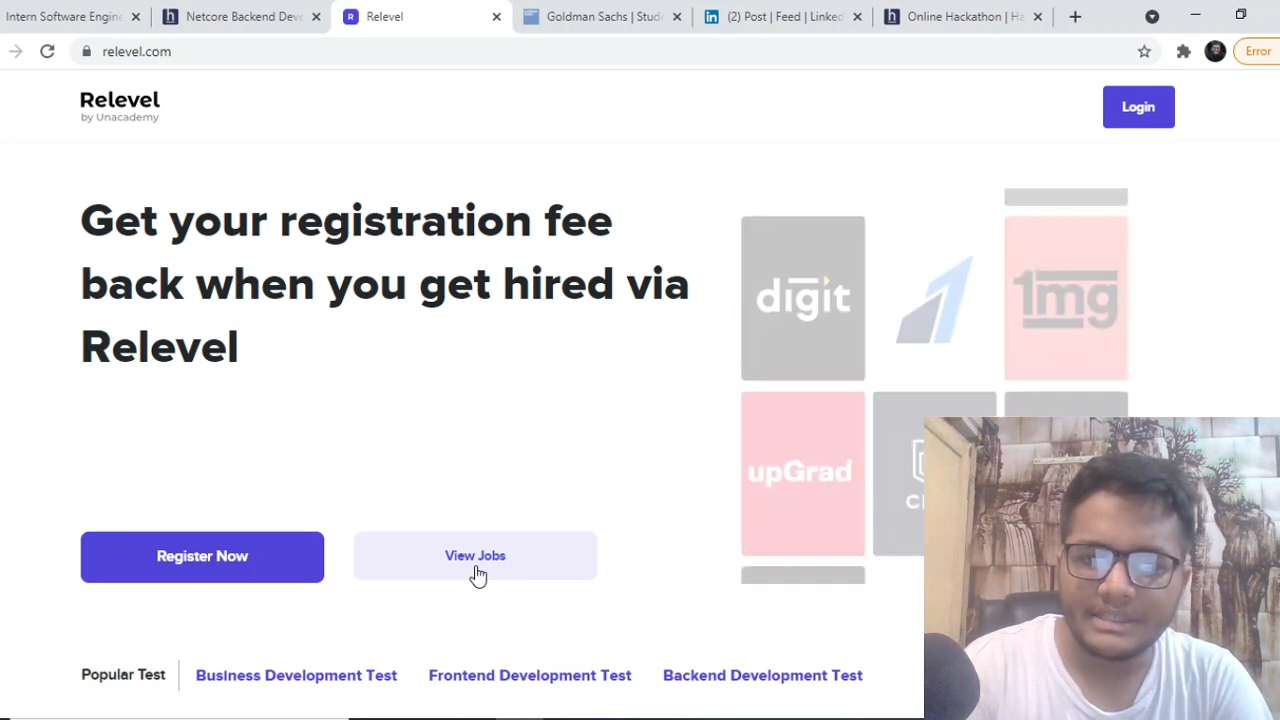 Intern Software Engine
Netcore Backend Deve
Relevel
Goldman Sachs | Stud
(2) Post | Feed | Linked
Online Hackathon | Ha
relevel.com
Error
Relevel
by Unacademy
Login
Get your registration fee
back when you get hired via
Relevel
digit
1mg
upGrad
Register Now
View Jobs
Popular Test
Business Development Test
Frontend Development Test
Backend Development Test